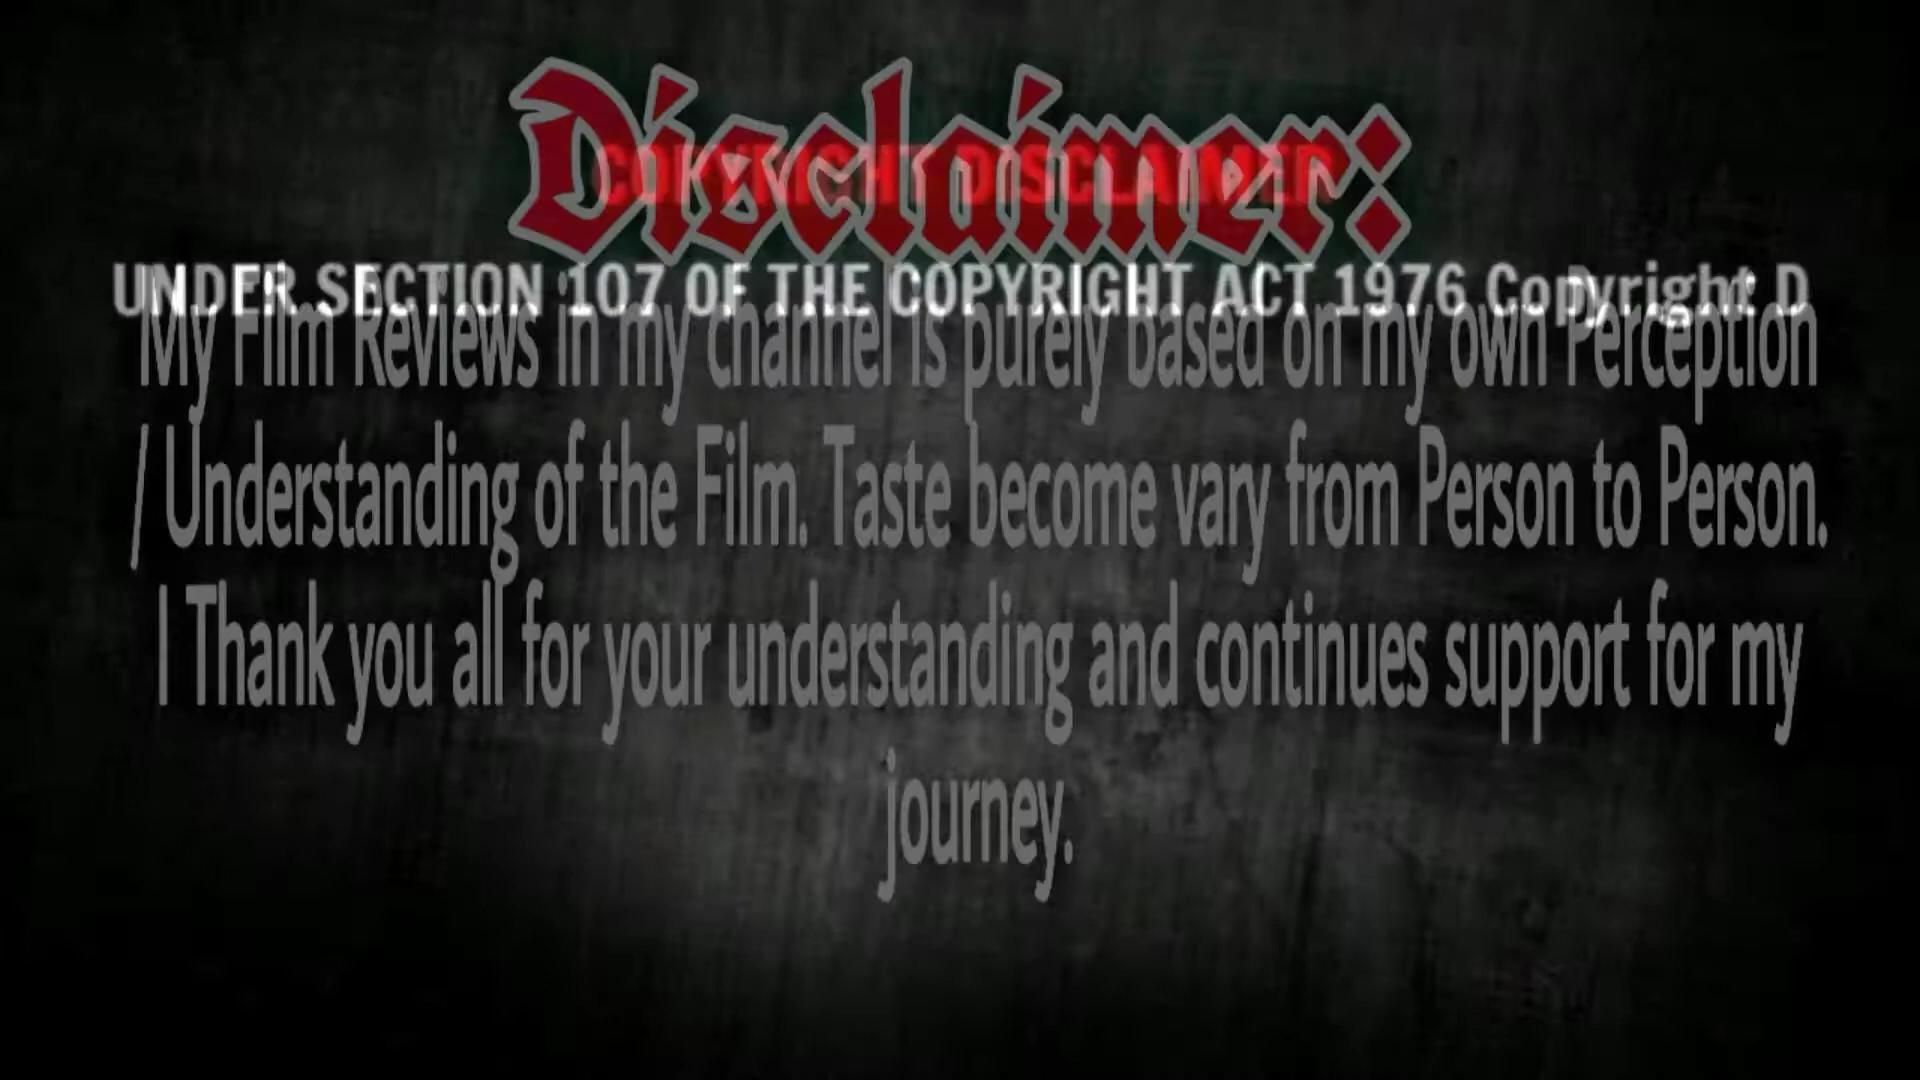 Disclaimer:
COPYRIGHT DISCLAIMER
UNDER SECTION 107 OF THE COPYRIGHT ACT 1976 Copyright D
My Film Reviews in my channel is purely based on my own Perception
/ Understanding of the Film. Taste become vary from Person to Person.
I Thank you all for your understanding and continues support for my
journey.